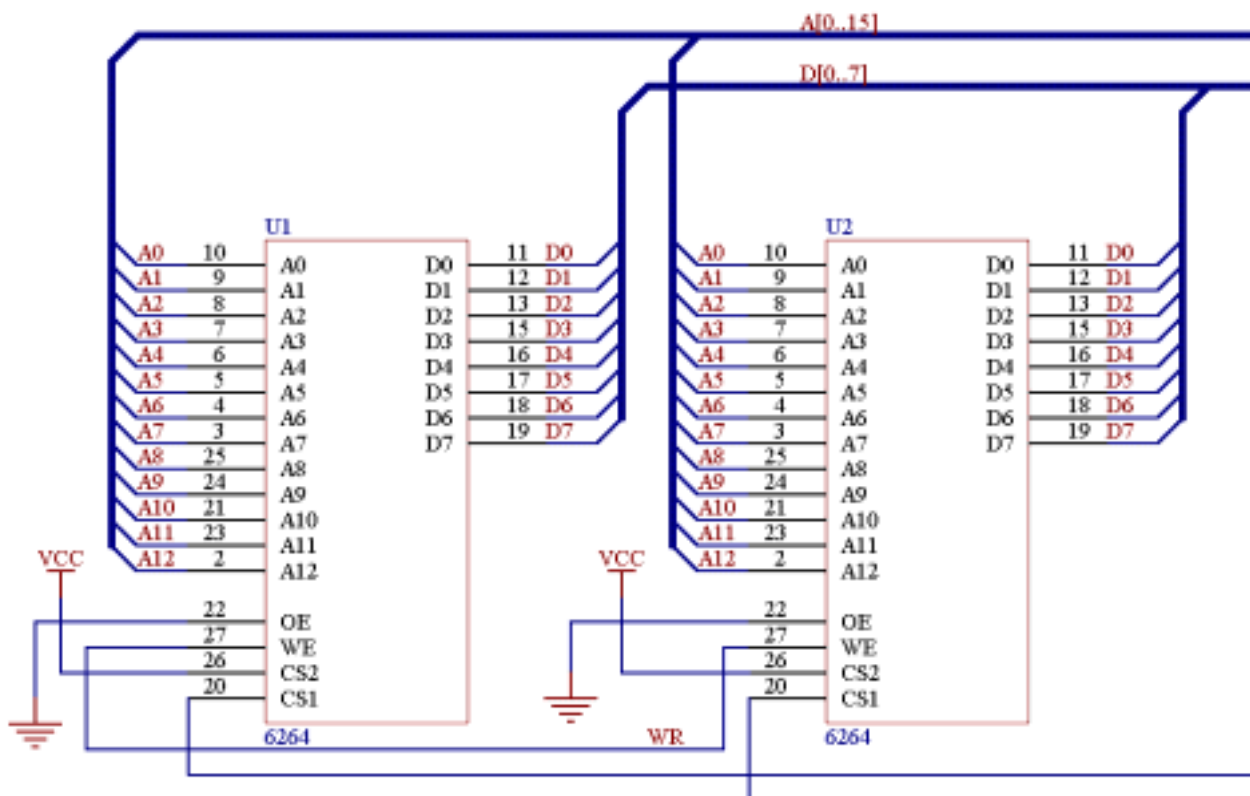 A[0..15]
D[0..7]
U1 U2
A0 10 A0 D0 11 D0 A0 10 A0 D0 11 D0
A1 9 A1 D1 12 D1 A1 9 A1 D1 12 D1
A2 8 A2 D2 13 D2 A2 8 A2 D2 13 D2
A3 7 A3 D3 15 D3 A3 7 A3 D3 15 D3
A4 6 A4 D4 16 D4 A4 6 A4 D4 16 D4
A5 5 A5 D5 17 D5 A5 5 A5 D5 17 D5
A6 4 A6 D6 18 D6 A6 4 A6 D6 18 D6
A7 3 A7 D7 19 D7 A7 3 A7 D7 19 D7
A8 25 A8 A8 25 A8
A9 24 A9 A9 24 A9
A10 21 A10 A10 21 A10
A11 23 A11 A11 23 A11
VCC A12 2 A12 VCC A12 2 A12
22 OE 22 OE
27 WE 27 WE
26 CS2 26 CS2
20 CS1 20 CS1
6264 WR 6264